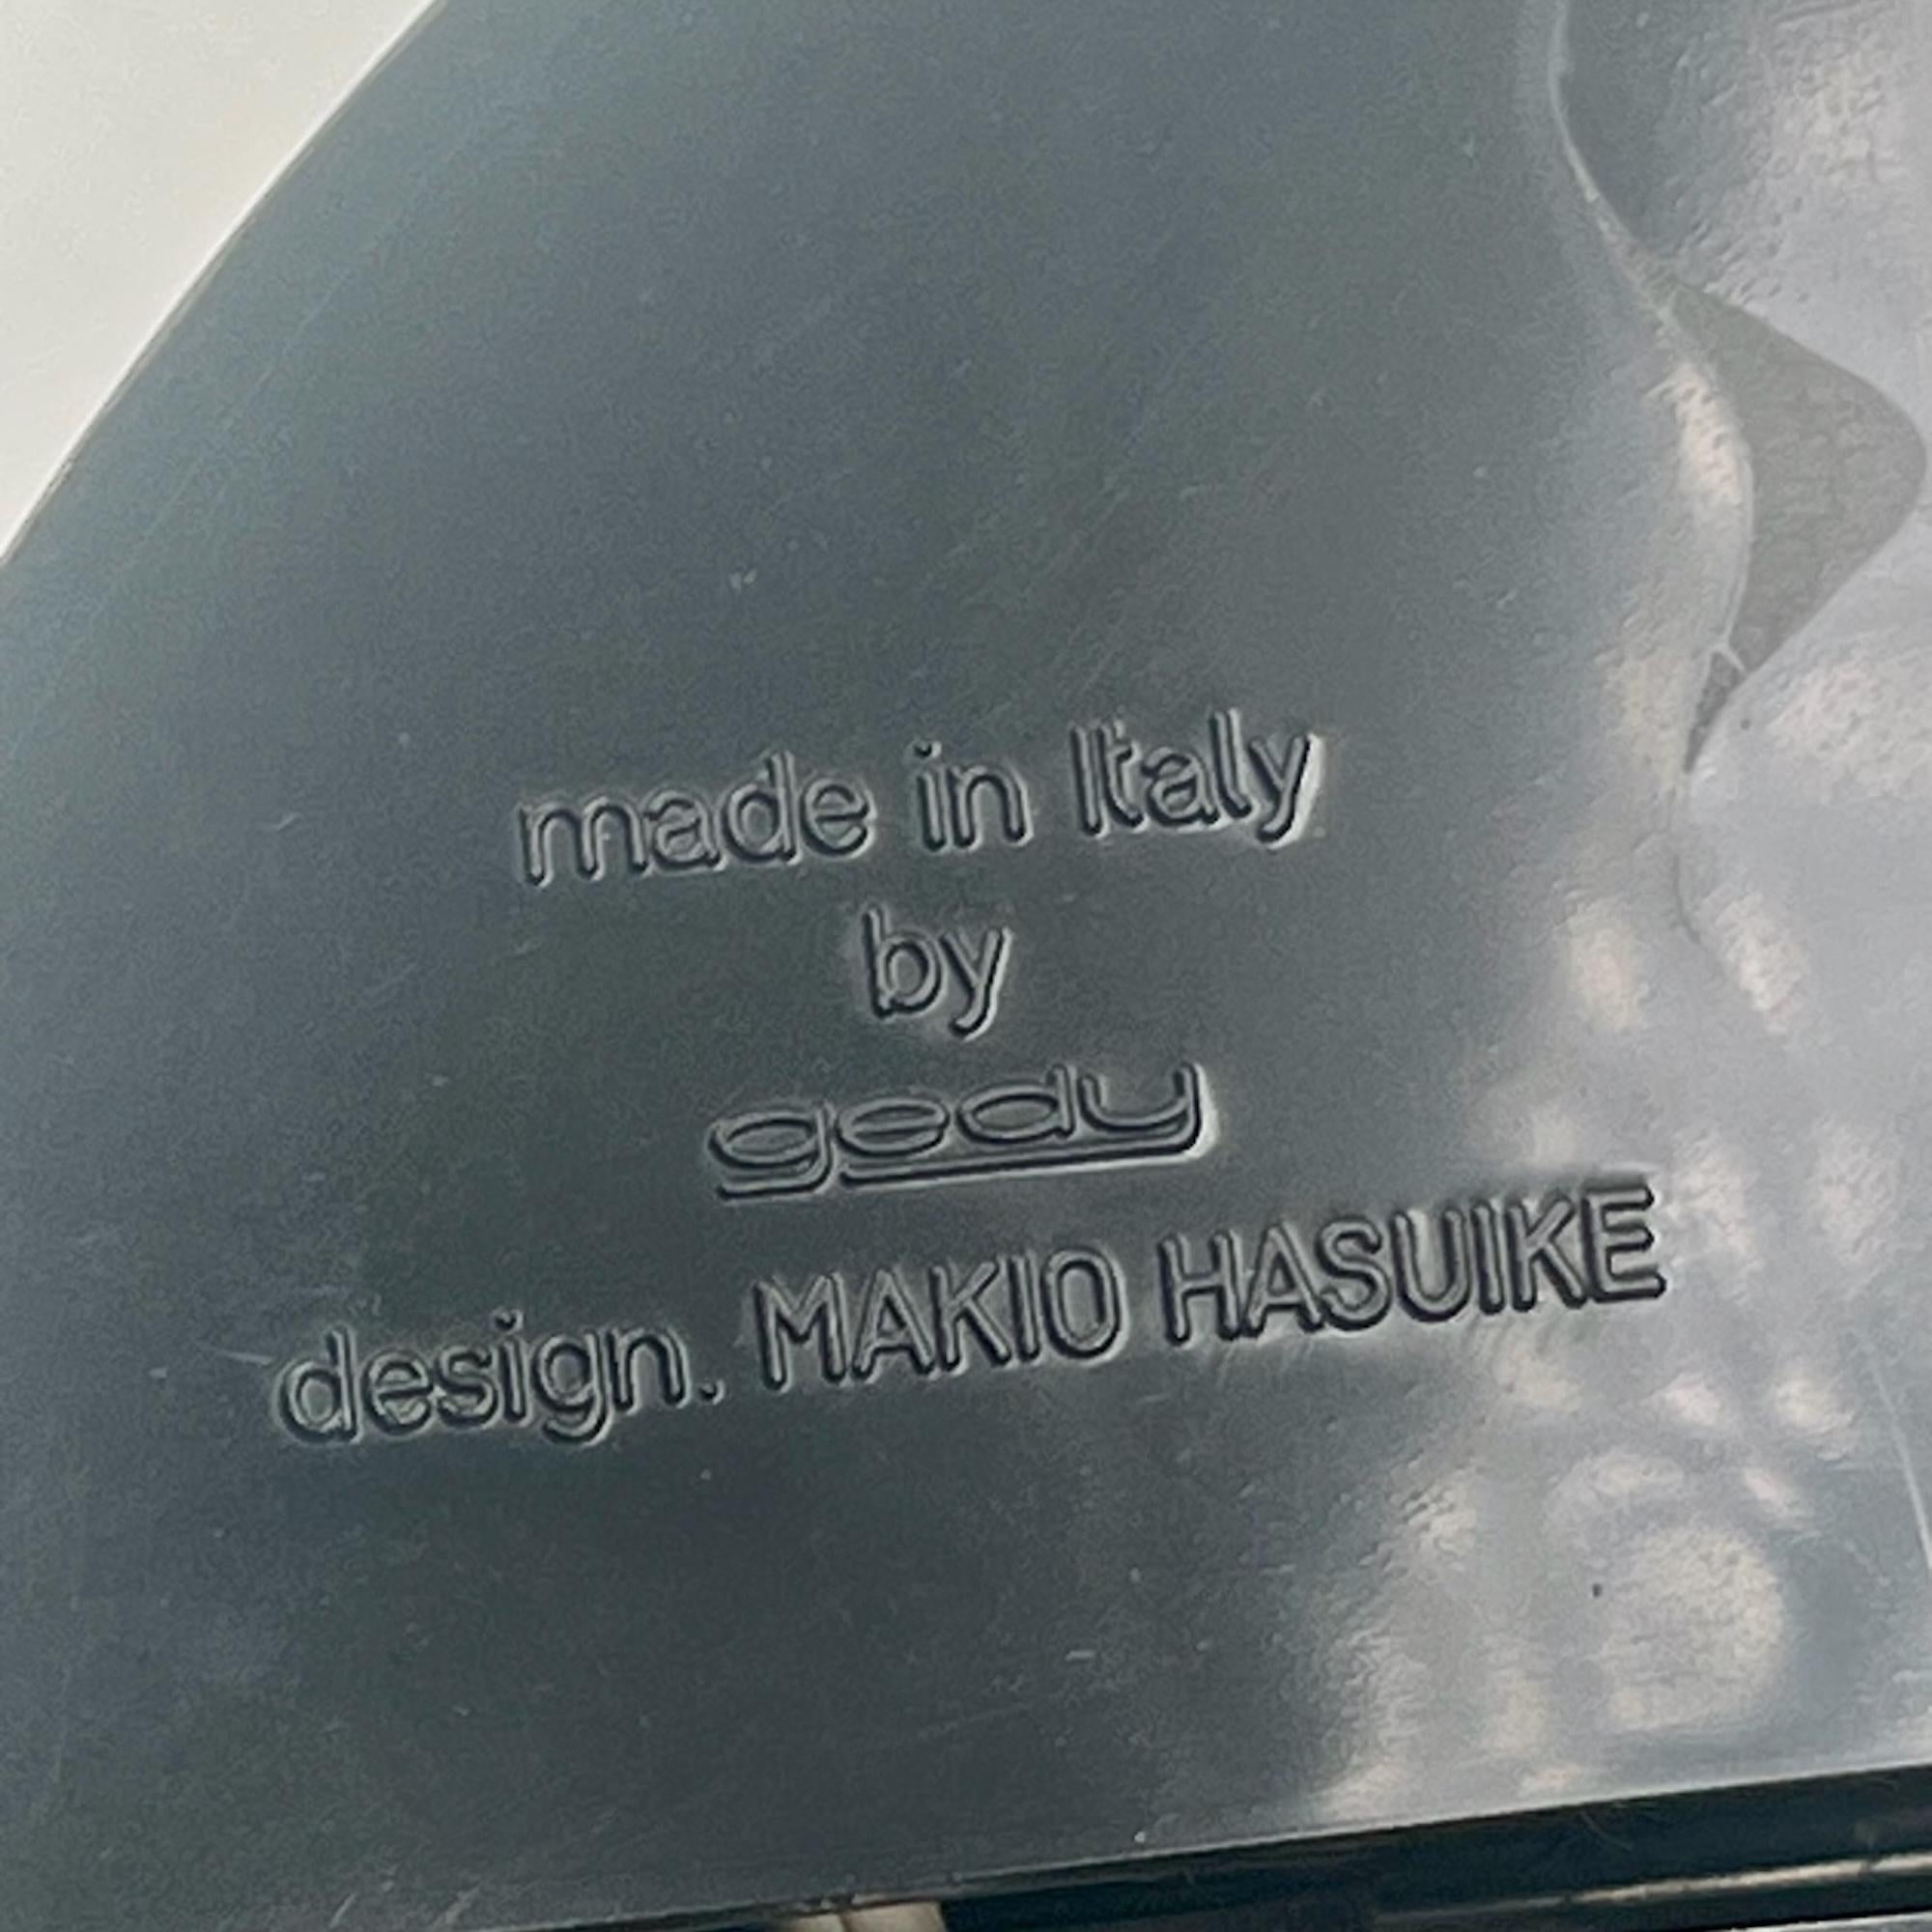 made in Italy
by
gedy
design. MAKIO HASUIKE